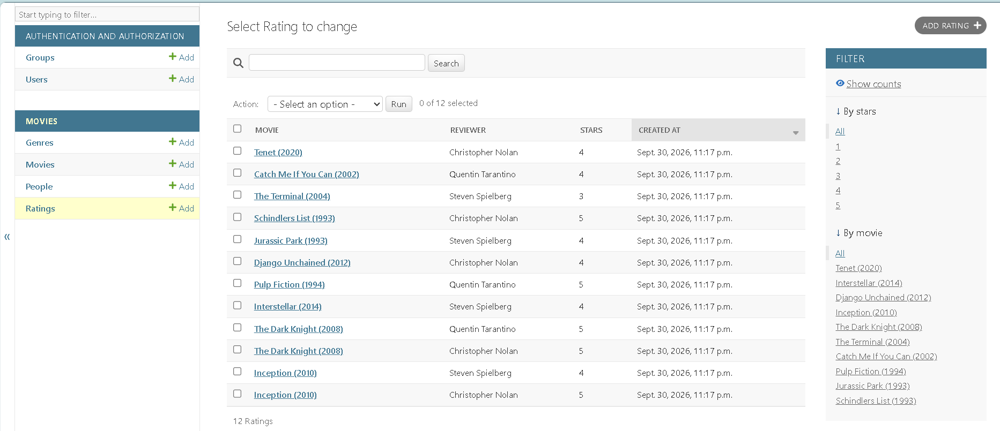 Start typing to filter...
AUTHENTICATION AND AUTHORIZATION
Groups Add
Users Add
MOVIES
Genres Add
Movies Add
People Add
Ratings Add
«
Select Rating to change
ADD RATING
Search
Action: - Select an option - Run 0 of 12 selected
MOVIE REVIEWER STARS CREATED AT
Tenet (2020) Christopher Nolan 4 Sept. 30, 2026, 11:17 p.m.
Catch Me If You Can (2002) Quentin Tarantino 4 Sept. 30, 2026, 11:17 p.m.
The Terminal (2004) Steven Spielberg 3 Sept. 30, 2026, 11:17 p.m.
Schindlers List (1993) Christopher Nolan 5 Sept. 30, 2026, 11:17 p.m.
Jurassic Park (1993) Steven Spielberg 4 Sept. 30, 2026, 11:17 p.m.
Django Unchained (2012) Christopher Nolan 4 Sept. 30, 2026, 11:17 p.m.
Pulp Fiction (1994) Quentin Tarantino 5 Sept. 30, 2026, 11:17 p.m.
Interstellar (2014) Steven Spielberg 4 Sept. 30, 2026, 11:17 p.m.
The Dark Knight (2008) Quentin Tarantino 5 Sept. 30, 2026, 11:17 p.m.
The Dark Knight (2008) Christopher Nolan 5 Sept. 30, 2026, 11:17 p.m.
Inception (2010) Steven Spielberg 4 Sept. 30, 2026, 11:17 p.m.
Inception (2010) Christopher Nolan 5 Sept. 30, 2026, 11:17 p.m.
12 Ratings
FILTER
Show counts
↓ By stars
All
1
2
3
4
5
↓ By movie
All
Tenet (2020)
Interstellar (2014)
Django Unchained (2012)
Inception (2010)
The Dark Knight (2008)
The Terminal (2004)
Catch Me If You Can (2002)
Pulp Fiction (1994)
Jurassic Park (1993)
Schindlers List (1993)